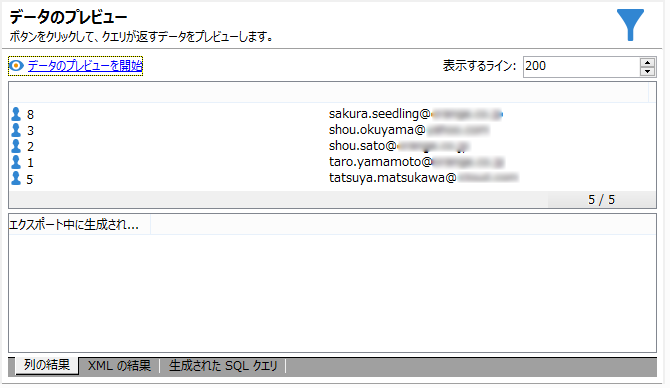 データのプレビュー
ボタンをクリックして、クエリが返すデータをプレビューします。
データのプレビューを開始 表示するライン: 200
8 sakura.seedling@
3 shou.okuyama@
2 shou.sato@
1 taro.yamamoto@
5 tatsuya.matsukawa@
5 / 5
エクスポート中に生成され...
列の結果 XML の結果 生成された SQL クエリ